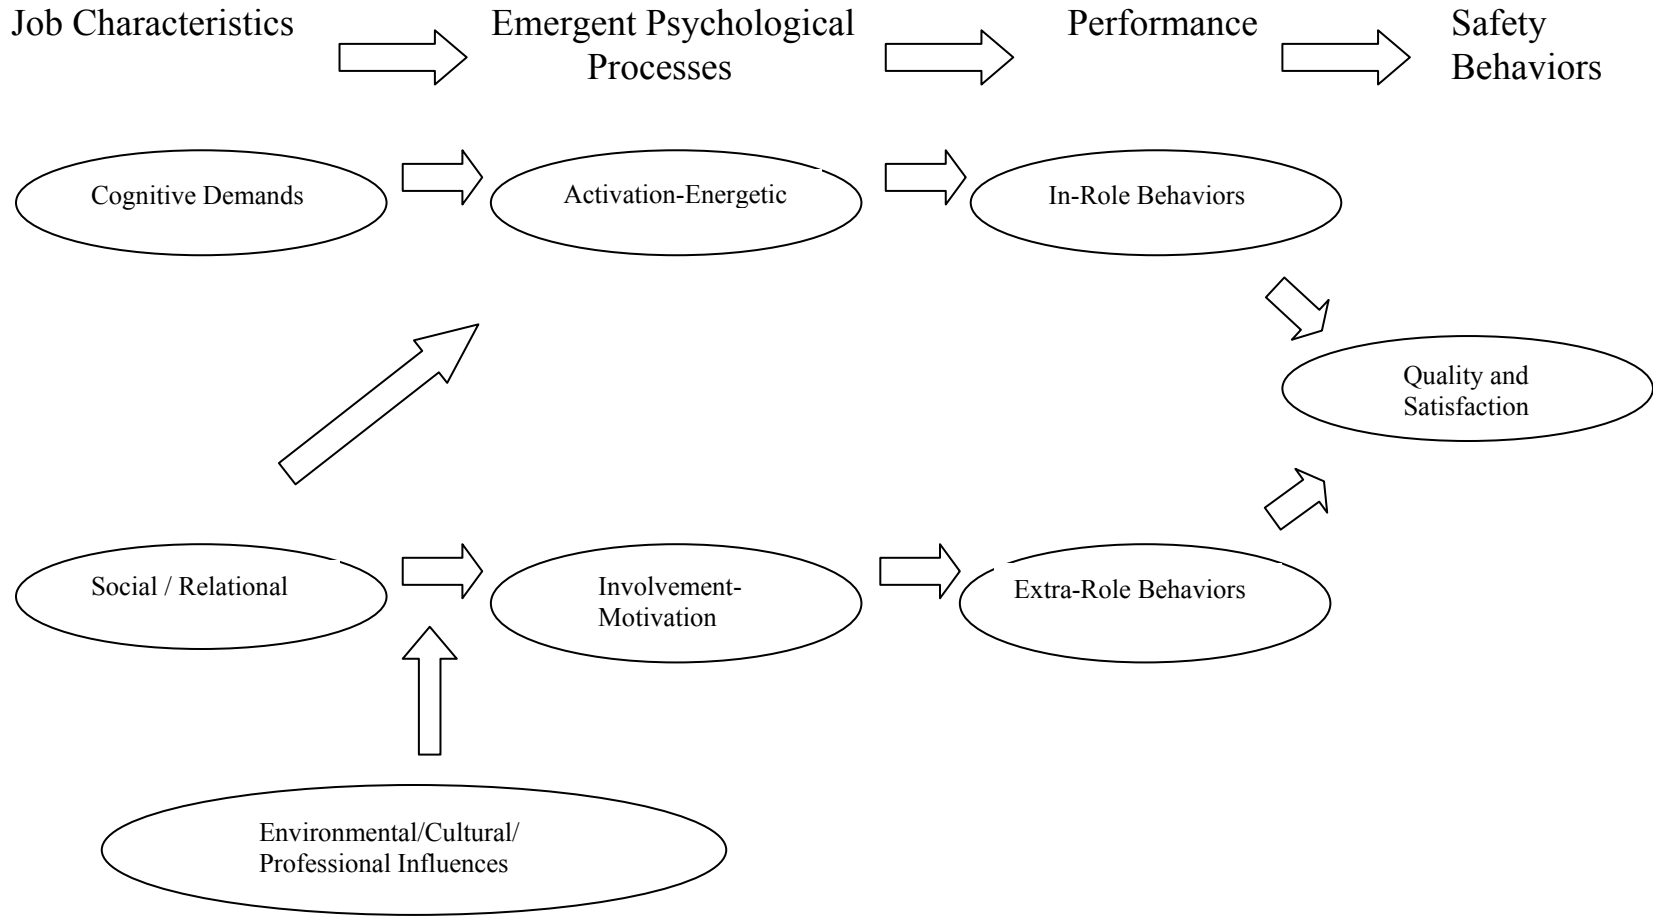 Job Characteristics
Emergent Psychological
Processes
Performance
Safety
Behaviors
Cognitive Demands
Activation-Energetic
In-Role Behaviors
Quality and
Satisfaction
Social / Relational
Involvement-
Motivation
Extra-Role Behaviors
Environmental/Cultural/
Professional Influences